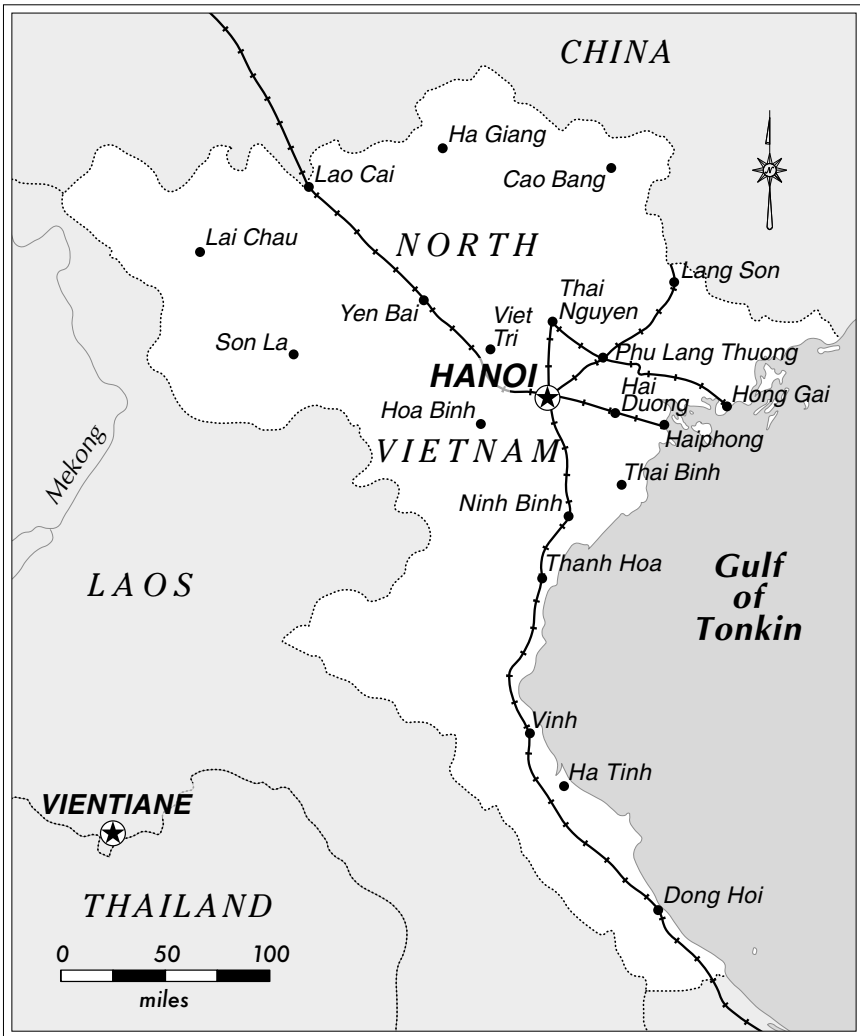 CHINA
Ha Giang
Cao Bang
N
Lao Cai
Lai Chau
NORTH
Lang Son
Thai
Nguyen
Yen Bai
Viet
Tri
Son La
Phu Lang Thuong
HANOI
Hai
Duong
Hong Gai
Hoa Binh
Haiphong
VIETNAM
Mekong
Thai Binh
Ninh Binh
Thanh Hoa
LAOS
Gulf
of
Tonkin
Vinh
Ha Tinh
VIENTIANE
Dong Hoi
THAILAND
0 50 100
miles